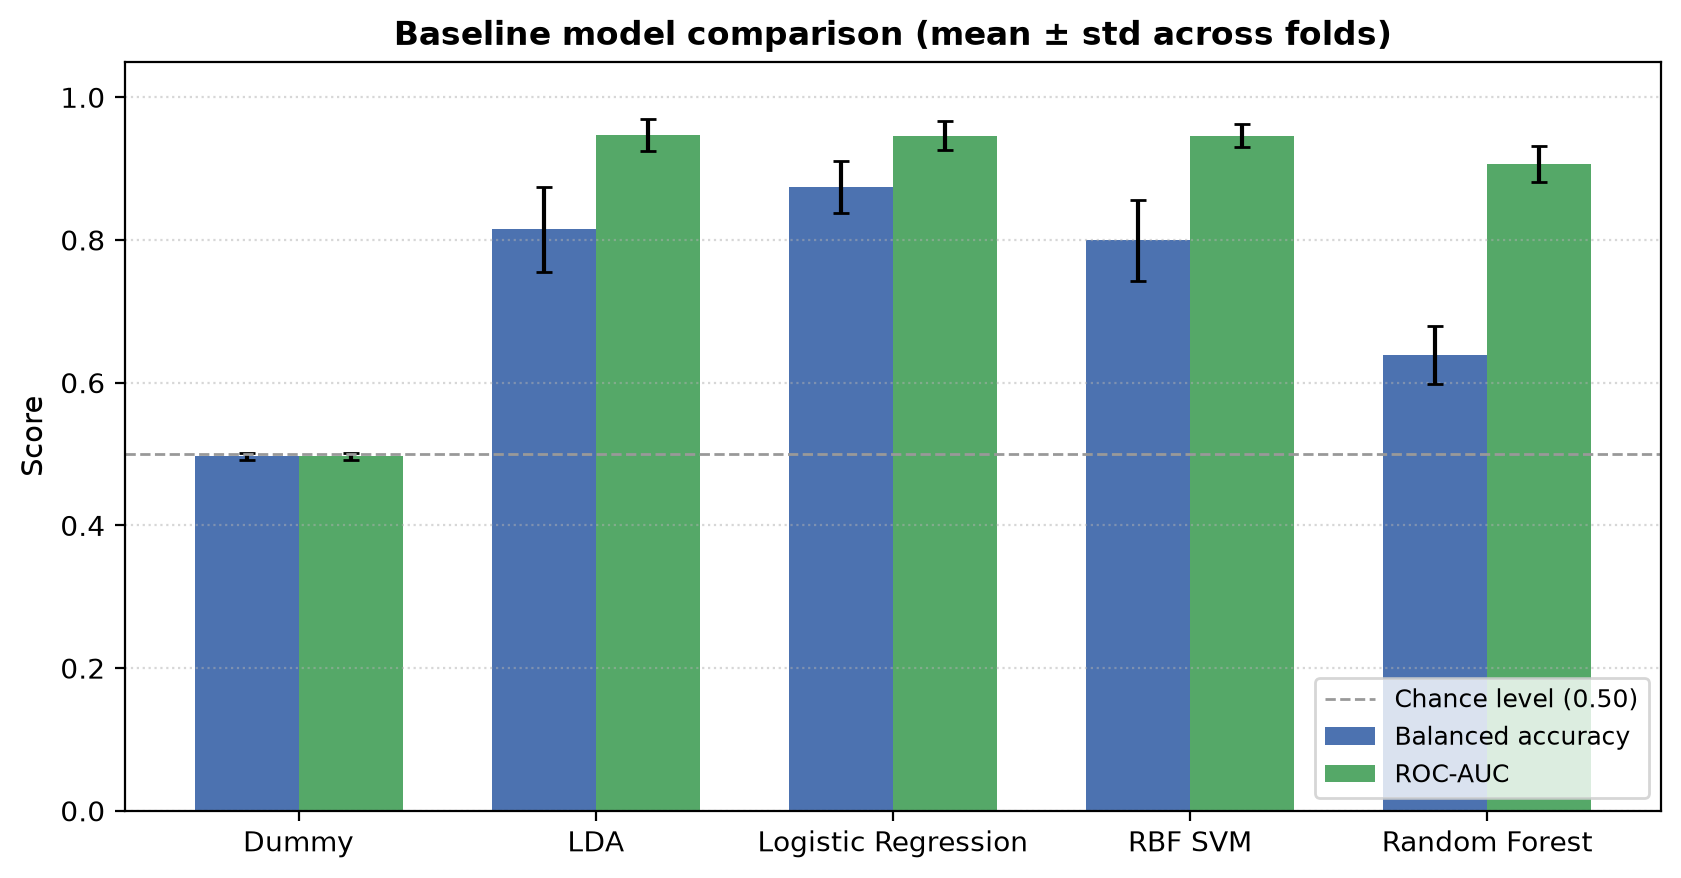 Baseline model comparison (mean ± std across folds)
Score
1.0
0.8
0.6
0.4
0.2
0.0
Chance level (0.50)
Balanced accuracy
ROC-AUC
Dummy
LDA
Logistic Regression
RBF SVM
Random Forest